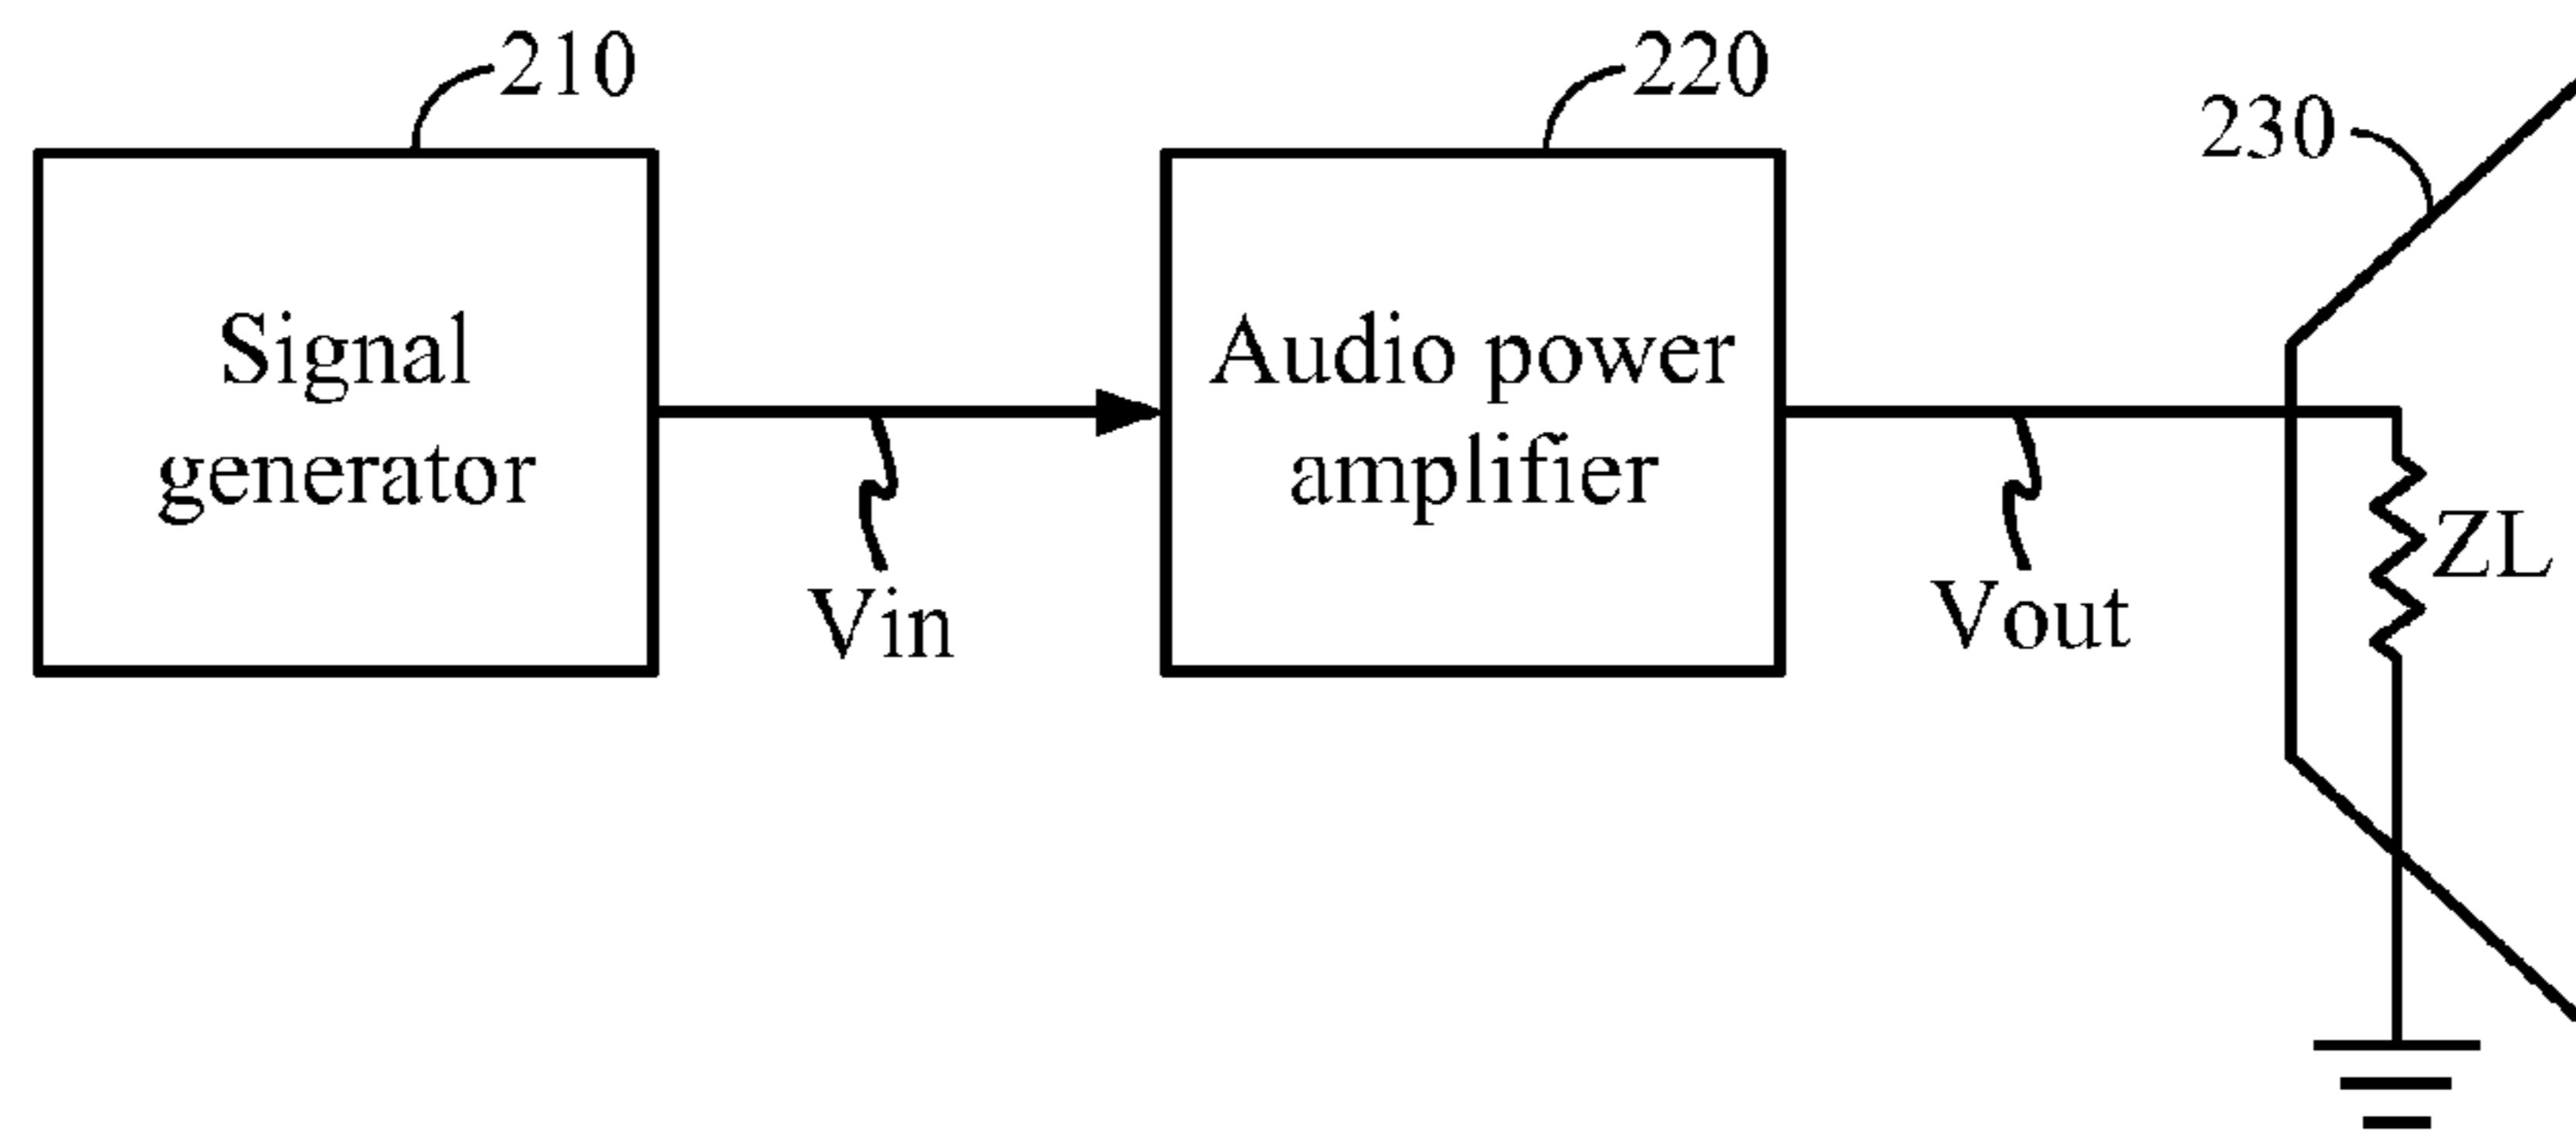 210
220
230
Signal
generator
Audio power
amplifier
Vin
Vout
ZL